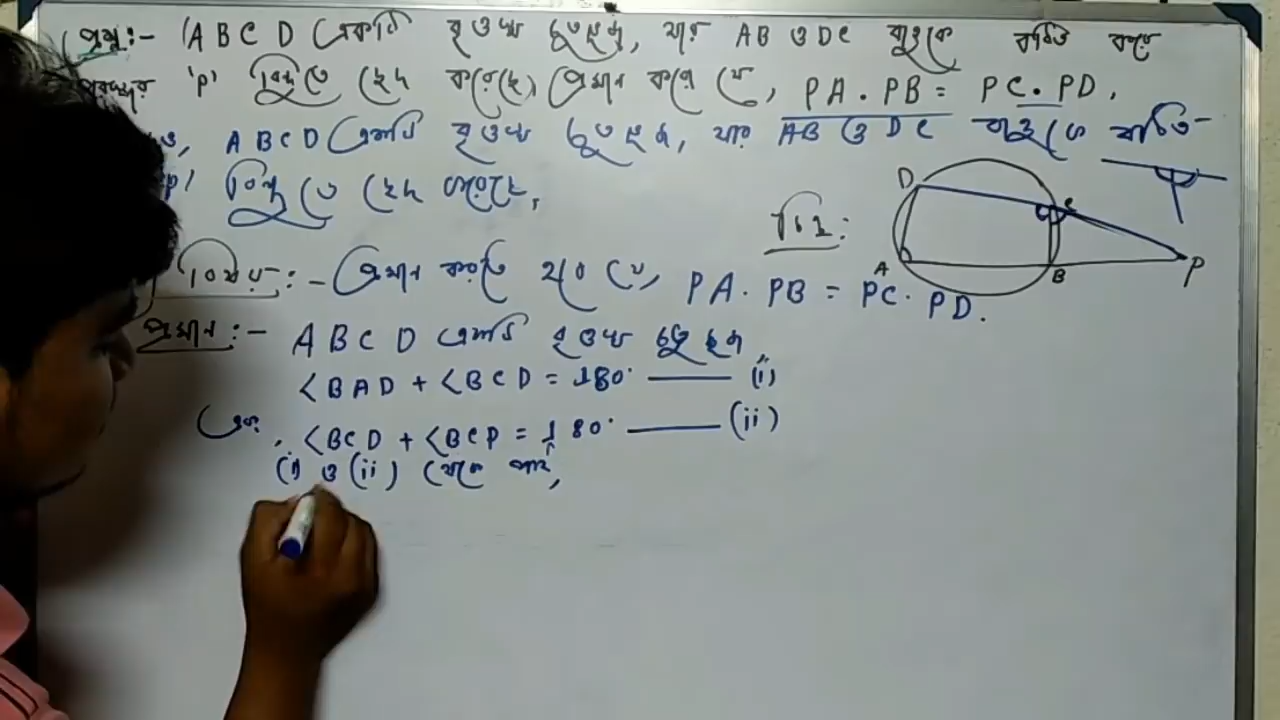 প্রশ্ন:- ABCD একটি বৃত্তস্থ চতুর্ভুজ, যার AB ও DC বাহুকে বর্ধিত করে
পরস্পর 'P' বিন্দুতে ছেদ করেছে। প্রমান করো যে, PA . PB = PC . PD .
ABCD একটি বৃত্তস্থ চতুর্ভুজ, যার AB ও DC
বিন্দুতে ছেদ
চিত্র:
D C A B P
:- প্রমান করতে হবে যে, PA . PB = PC . PD .
প্রমান :- ABCD একটি বৃত্তস্থ চতুর্ভুজ,
<BAD + <BCD = 180° —— (i)
এবং, <BCD + <BCP = 180° —— (ii)
(i) ও (ii) থেকে পাই,